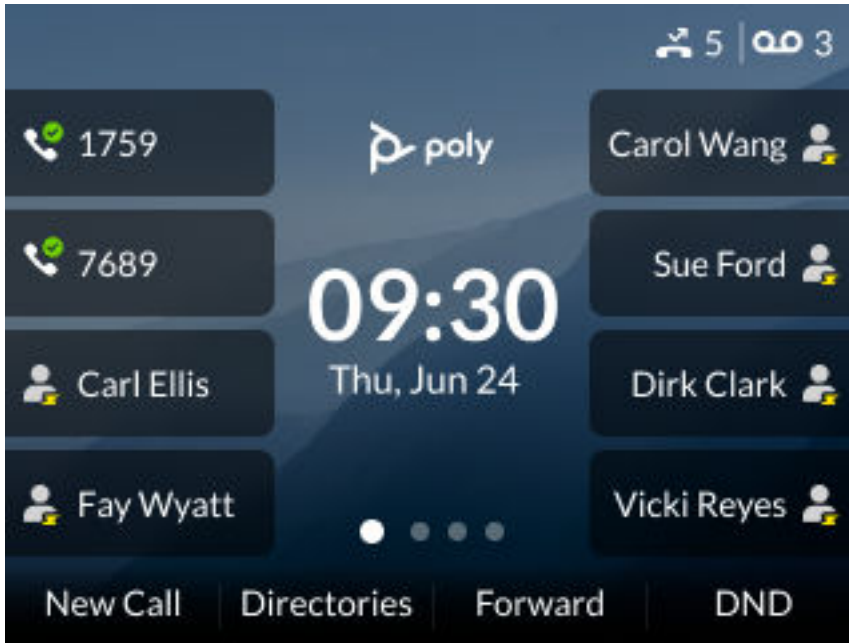 5 3
1759
7689
Carl Ellis
Fay Wyatt
poly
09:30
Thu, Jun 24
Carol Wang
Sue Ford
Dirk Clark
Vicki Reyes
New Call Directories Forward DND